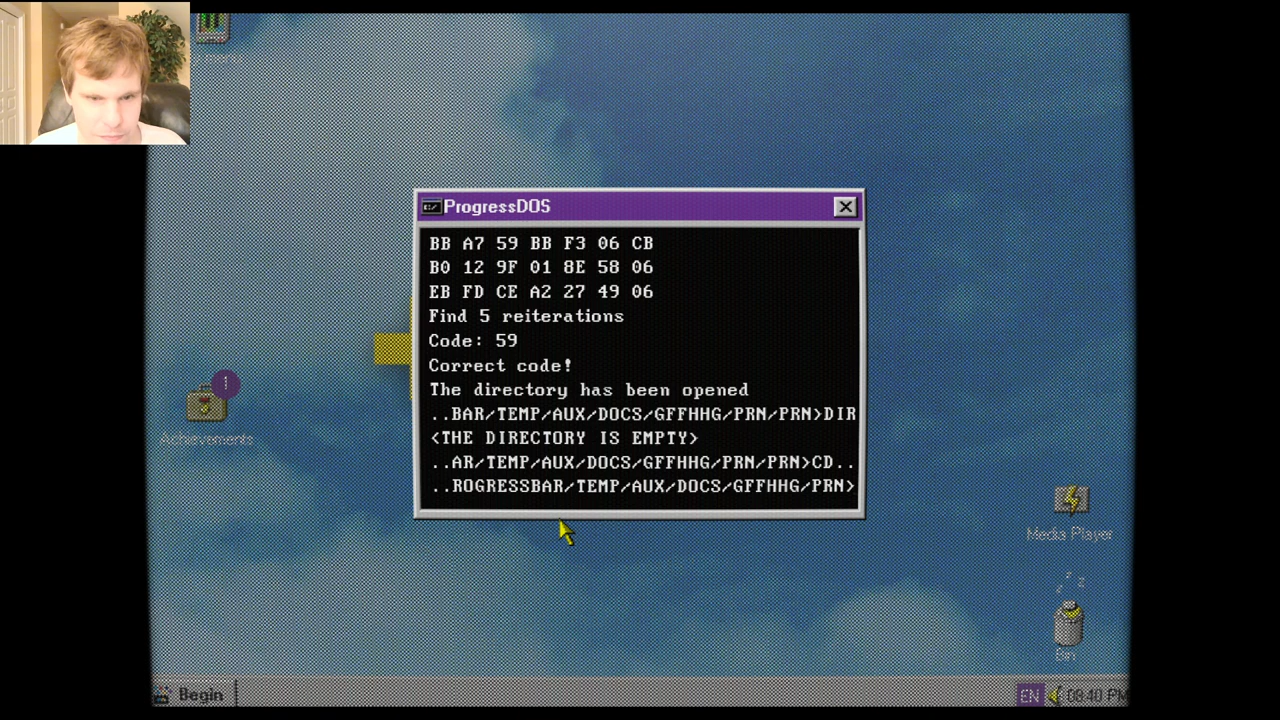 ProgressDOS
BB A7 59 BB F3 06 CB
B0 12 9F 01 8E 58 06
EB FD CE A2 27 49 06
Find 5 reiterations
Code: 59
Correct code!
The directory has been opened
..BAR/TEMP/AUX/DOCS/GFFHHG/PRN/PRN>DIR
<THE DIRECTORY IS EMPTY>
..AR/TEMP/AUX/DOCS/GFFHHG/PRN/PRN>CD..
..ROGRESSBAR/TEMP/AUX/DOCS/GFFHHG/PRN>
Achievements
Media Player
Bin
Begin
EN
08:40 PM